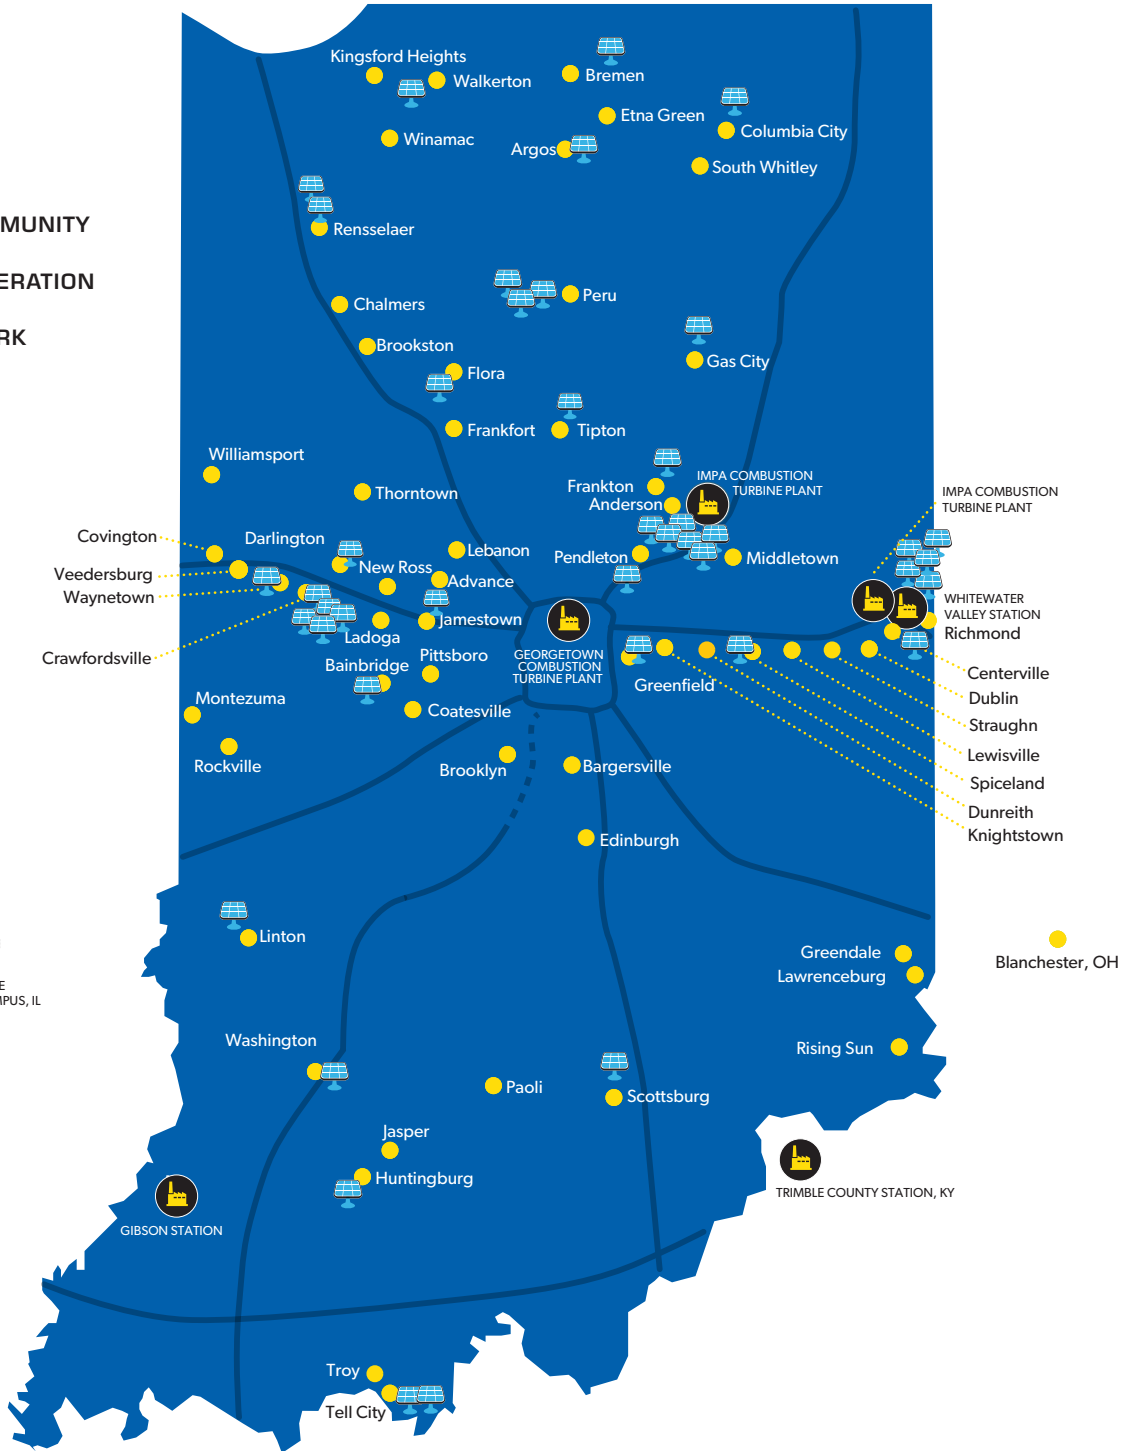 Kingsford Heights
Walkerton
Bremen
Etna Green
Columbia City
Winamac
Argos
South Whitley
MUNITY
Rensselaer
ERATION
Peru
Chalmers
RK
Brookston
Gas City
Flora
Frankfort
Tipton
Williamsport
IMPA COMBUSTION
TURBINE PLANT
Frankton
Thorntown
Anderson
IMPA COMBUSTION
TURBINE PLANT
Covington
Darlington
Lebanon
Pendleton
Middletown
Veedersburg
New Ross
Advance
Waynetown
WHITEWATER
VALLEY STATION
Jamestown
Richmond
Ladoga
GEORGETOWN
COMBUSTION
TURBINE PLANT
Crawfordsville
Pittsboro
Bainbridge
Centerville
Greenfield
Dublin
Montezuma
Coatesville
Straughn
Lewisville
Rockville
Brooklyn
Bargersville
Spiceland
Dunreith
Knightstown
Edinburgh
Linton
Greendale
Blanchester, OH
Lawrenceburg
E
MPUS, IL
Washington
Rising Sun
Paoli
Scottsburg
Jasper
Huntingburg
TRIMBLE COUNTY STATION, KY
GIBSON STATION
Troy
Tell City